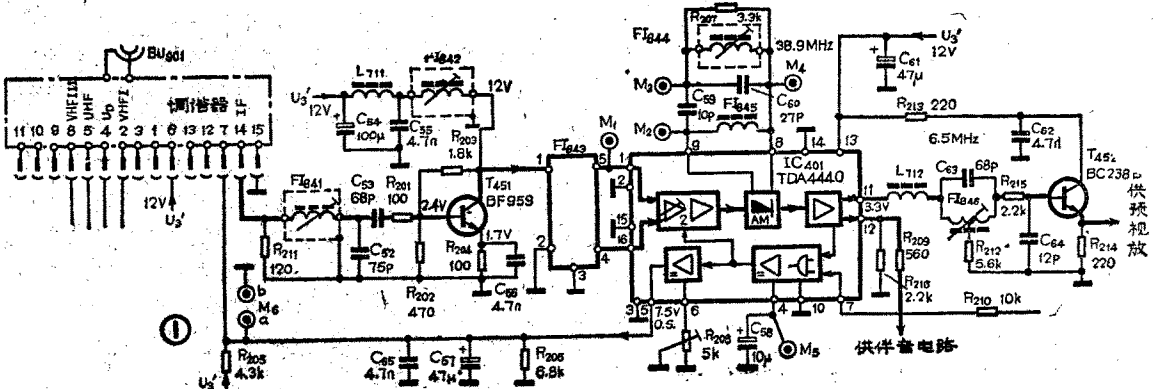 BU901
调谐器
VHFIII
UHF
UD
VHFI
IF
11 10 9 8 5 4 2 3 1 6 13 12 7 14 15
12V
U3'
U3'
12V
L711
FI842
12V
C54
100μ
C55
4.7n
R203
1.8k
FI841
C53
68p
R201
100
2.4V
T451
BF959
1.7V
R211
120
C52
75p
R202
470
R204
100
C56
4.7n
b
M6
a
①
R205
4.3k
U3'
C65
4.7n
C57
47μ
R206
6.8k
FI843
1
2
3
4
5
M1
1
2
15
16
R207
3.3k
FI844
38.9MHz
M3
M4
C59
10p
C60
27p
FI845
M2
9
8
14
13
IC401
TDA4440
AM
2
11
3.3V
12
3
5
7.5V
0.5.
6
4
10
7
R208
5k
C58
10μ
M5
U3'
12V
C61
47μ
R213 220
6.5MHz
C62
4.7n
T452
BC238
L712
C63
68p
FI846
R215
2.2k
R212
5.6k
C64
12p
R214
220
供预视放
R209
560
R216
2.2k
R210 10k
供伴音电路